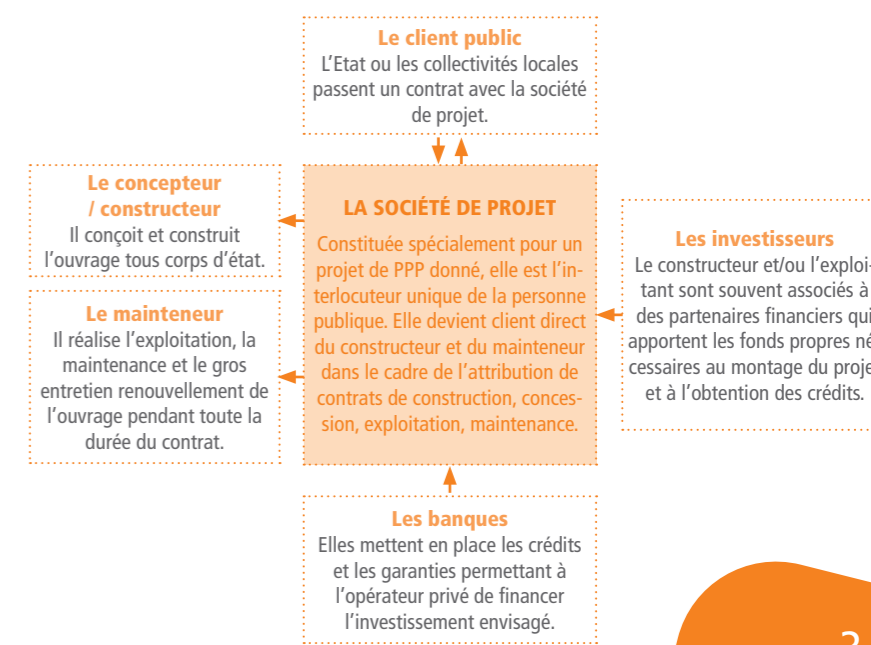 Le client public
L'Etat ou les collectivités locales
passent un contrat avec la société
de projet.
Le concepteur
/ constructeur
Il conçoit et construit
l'ouvrage tous corps d'état.
Le mainteneur
Il réalise l'exploitation, la
maintenance et le gros
entretien renouvellement de
l'ouvrage pendant toute la
durée du contrat.
LA SOCIÉTÉ DE PROJET
Constituée spécialement pour un
projet de PPP donné, elle est l'in-
terlocuteur unique de la personne
publique. Elle devient client direct
du constructeur et du mainteneur
dans le cadre de l'attribution de
contrats de construction, conces-
sion, exploitation, maintenance.
Les investisseurs
Le constructeur et/ou l'exploi-
tant sont souvent associés à
des partenaires financiers qui
apportent les fonds propres né
cessaires au montage du proje
et à l'obtention des crédits.
Les banques
Elles mettent en place les crédits
et les garanties permettant à
l'opérateur privé de financer
l'investissement envisagé.